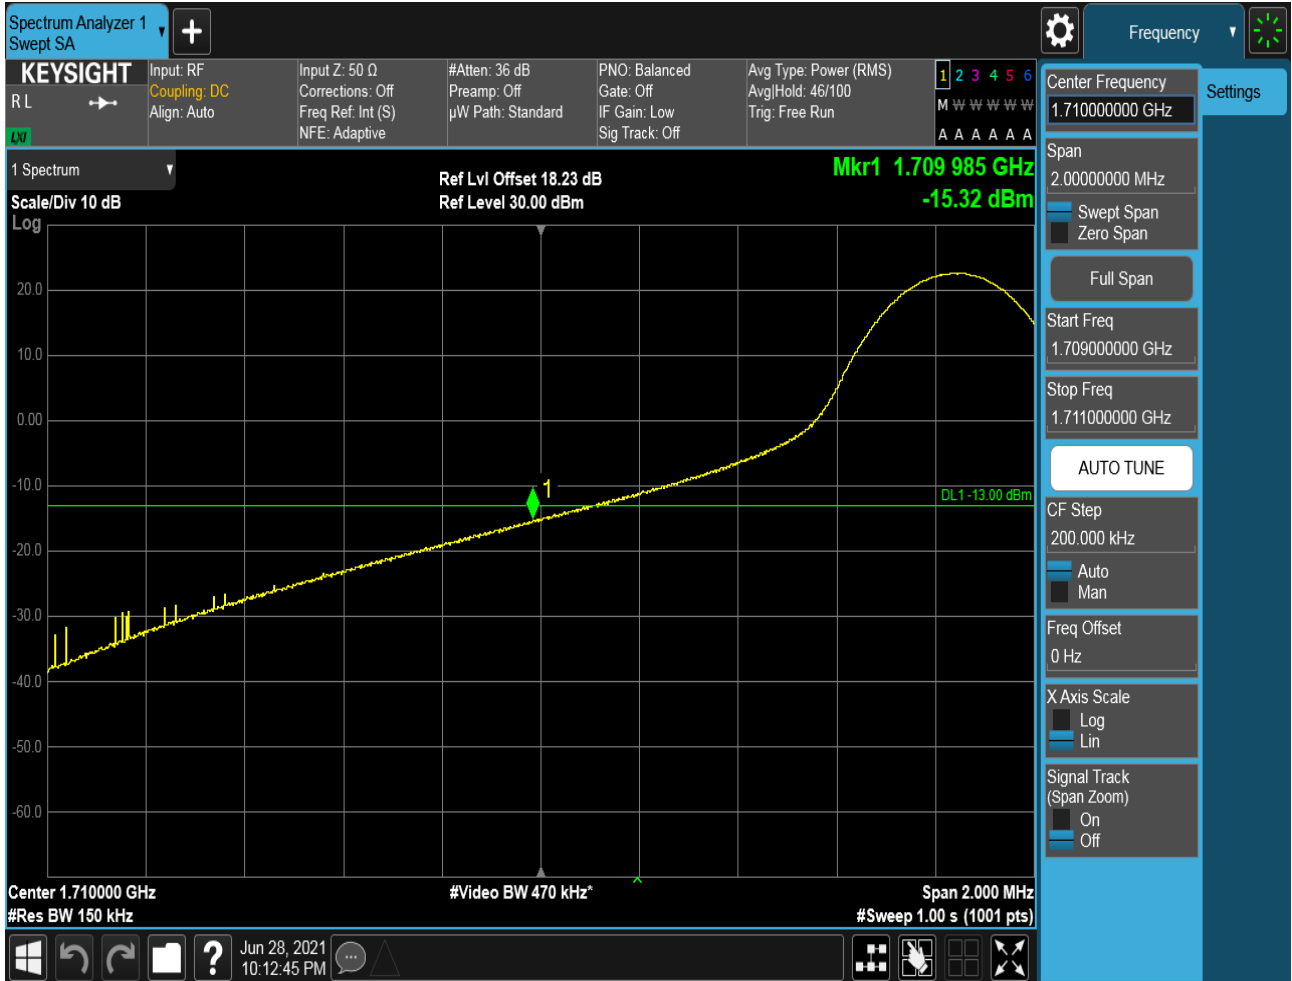 Spectrum Analyzer 1
Swept SA
Frequency
KEYSIGHT
R L
LXI
Input: RF
Coupling: DC
Align: Auto
Input Z: 50 Ω
Corrections: Off
Freq Ref: Int (S)
NFE: Adaptive
#Atten: 36 dB
Preamp: Off
µW Path: Standard
PNO: Balanced
Gate: Off
IF Gain: Low
Sig Track: Off
Avg Type: Power (RMS)
Avg|Hold: 46/100
Trig: Free Run
1 2 3 4 5 6
M W W W W W
A A A A A A
1 Spectrum
Scale/Div 10 dB
Log
Ref Lvl Offset 18.23 dB
Ref Level 30.00 dBm
Mkr1 1.709 985 GHz
-15.32 dBm
20.0
10.0
0.00
-10.0
1
DL1 -13.00 dBm
-20.0
-30.0
-40.0
-50.0
-60.0
Center 1.710000 GHz
#Video BW 470 kHz*
Span 2.000 MHz
#Res BW 150 kHz
#Sweep 1.00 s (1001 pts)
?
Jun 28, 2021
10:12:45 PM
Center Frequency
1.710000000 GHz
Settings
Span
2.00000000 MHz
Swept Span
Zero Span
Full Span
Start Freq
1.709000000 GHz
Stop Freq
1.711000000 GHz
AUTO TUNE
CF Step
200.000 kHz
Auto
Man
Freq Offset
0 Hz
X Axis Scale
Log
Lin
Signal Track
(Span Zoom)
On
Off